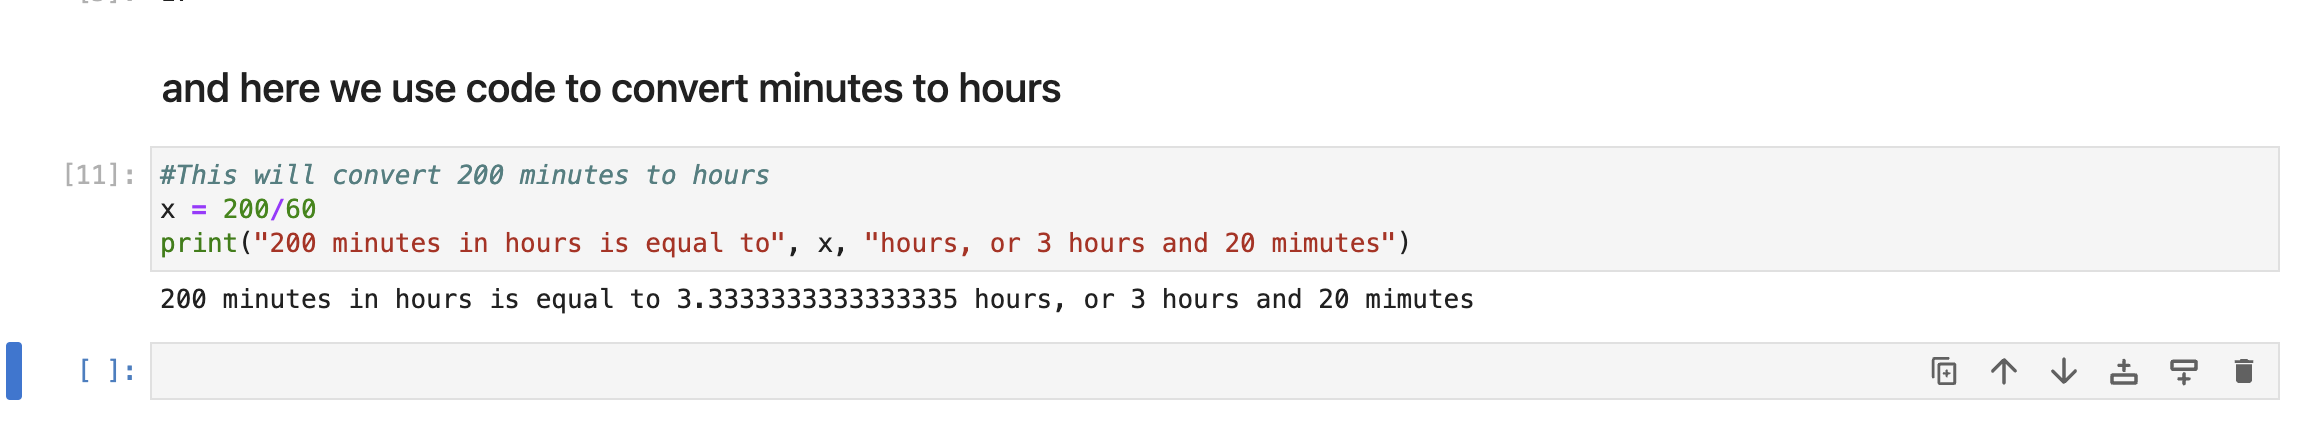 and here we use code to convert minutes to hours
[11]:
#This will convert 200 minutes to hours
x = 200/60
print("200 minutes in hours is equal to", x, "hours, or 3 hours and 20 mimutes")
200 minutes in hours is equal to 3.3333333333333335 hours, or 3 hours and 20 mimutes
[ ]: